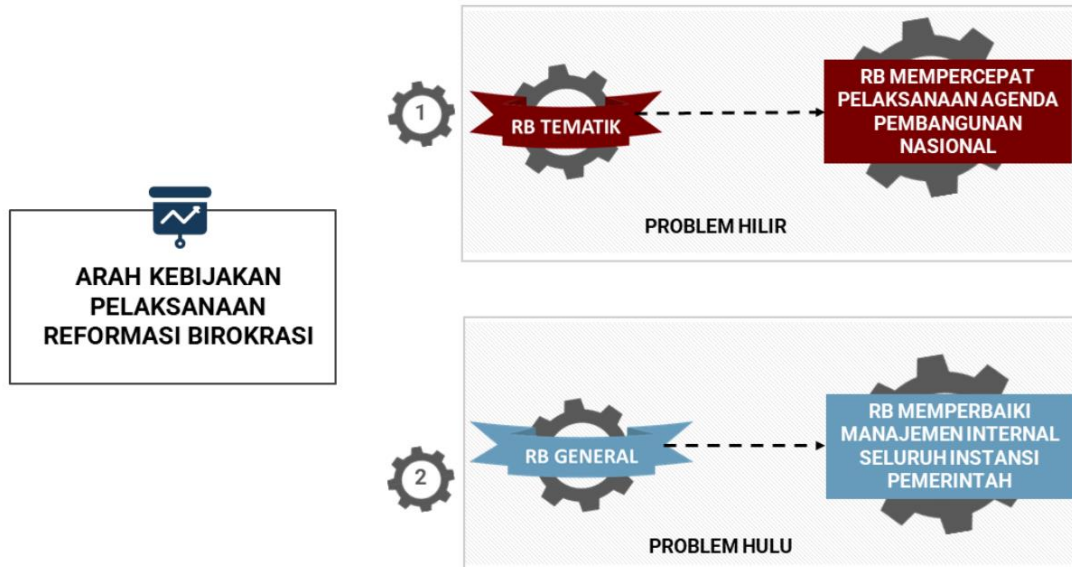 ARAH KEBIJAKAN
PELAKSANAAN
REFORMASI BIROKRASI
1
RB TEMATIK
RB MEMPERCEPAT
PELAKSANAAN AGENDA
PEMBANGUNAN
NASIONAL
PROBLEM HILIR
2
RB GENERAL
RB MEMPERBAIKI
MANAJEMEN INTERNAL
SELURUH INSTANSI
PEMERINTAH
PROBLEM HULU